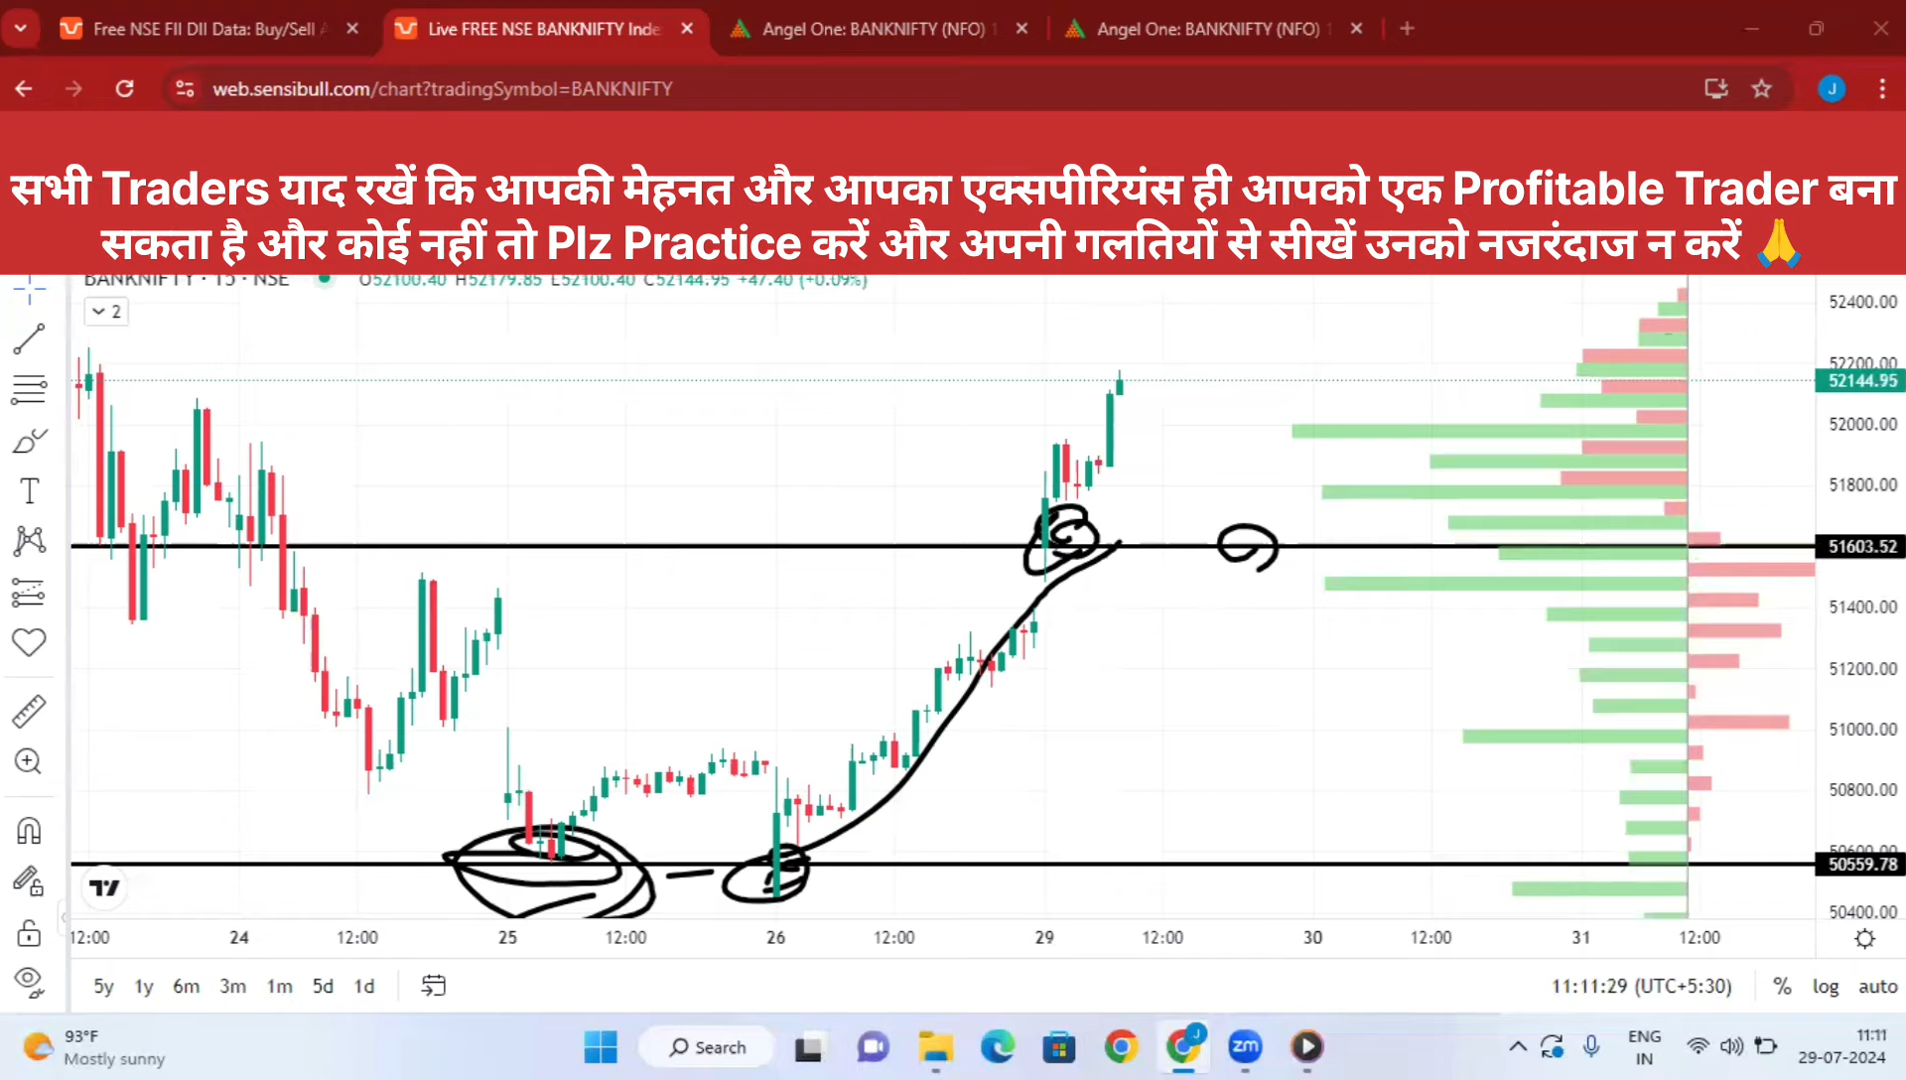 Free NSE FII DII Data: Buy/Sell
Live FREE NSE BANKNIFTY Inde
Angel One: BANKNIFTY (NFO) 1
Angel One: BANKNIFTY (NFO) 1
web.sensibull.com/chart?tradingSymbol=BANKNIFTY
J
सभी Traders याद रखें कि आपकी मेहनत और आपका एक्सपीरियंस ही आपको एक Profitable Trader बना
सकता है और कोई नहीं तो Plz Practice करें और अपनी गलतियों से सीखें उनको नजरंदाज न करें 🙏
BANKNIFTY · 15 · NSE O52100.40 H52179.85 L52100.40 C52144.95 +47.40 (+0.09%)
2
52400.00
52200.00
52144.95
52000.00
51800.00
51603.52
51400.00
51200.00
51000.00
50800.00
50600.00
50559.78
50400.00
12:00 24 12:00 25 12:00 26 12:00 29 12:00 30 12:00 31 12:00
5y 1y 6m 3m 1m 5d 1d 11:11:29 (UTC+5:30) % log auto
93°F
Mostly sunny
Search
J
zm
ENG
IN
11:11
29-07-2024